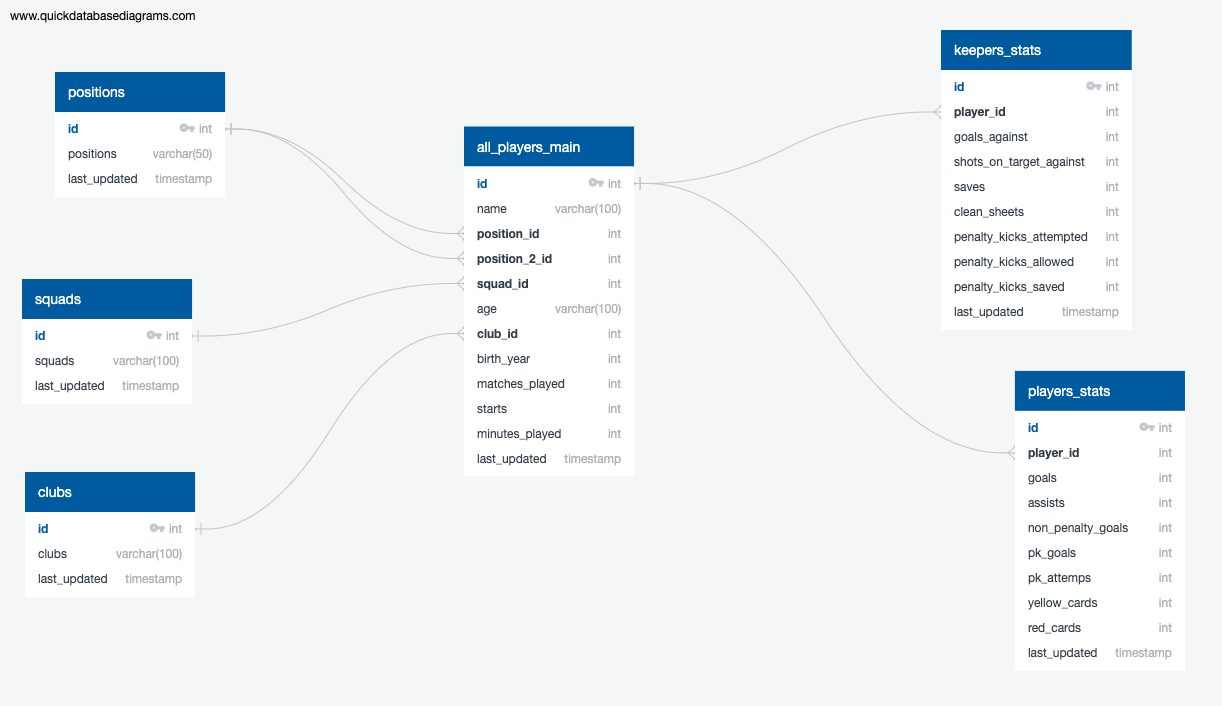 www.quickdatabasediagrams.com
positions
id int
positions varchar(50)
last_updated timestamp
squads
id int
squads varchar(100)
last_updated timestamp
clubs
id int
clubs varchar(100)
last_updated timestamp
all_players_main
id int
name varchar(100)
position_id int
position_2_id int
squad_id int
age varchar(100)
club_id int
birth_year int
matches_played int
starts int
minutes_played int
last_updated timestamp
keepers_stats
id int
player_id int
goals_against int
shots_on_target_against int
saves int
clean_sheets int
penalty_kicks_attempted int
penalty_kicks_allowed int
penalty_kicks_saved int
last_updated timestamp
players_stats
id int
player_id int
goals int
assists int
non_penalty_goals int
pk_goals int
pk_attemps int
yellow_cards int
red_cards int
last_updated timestamp